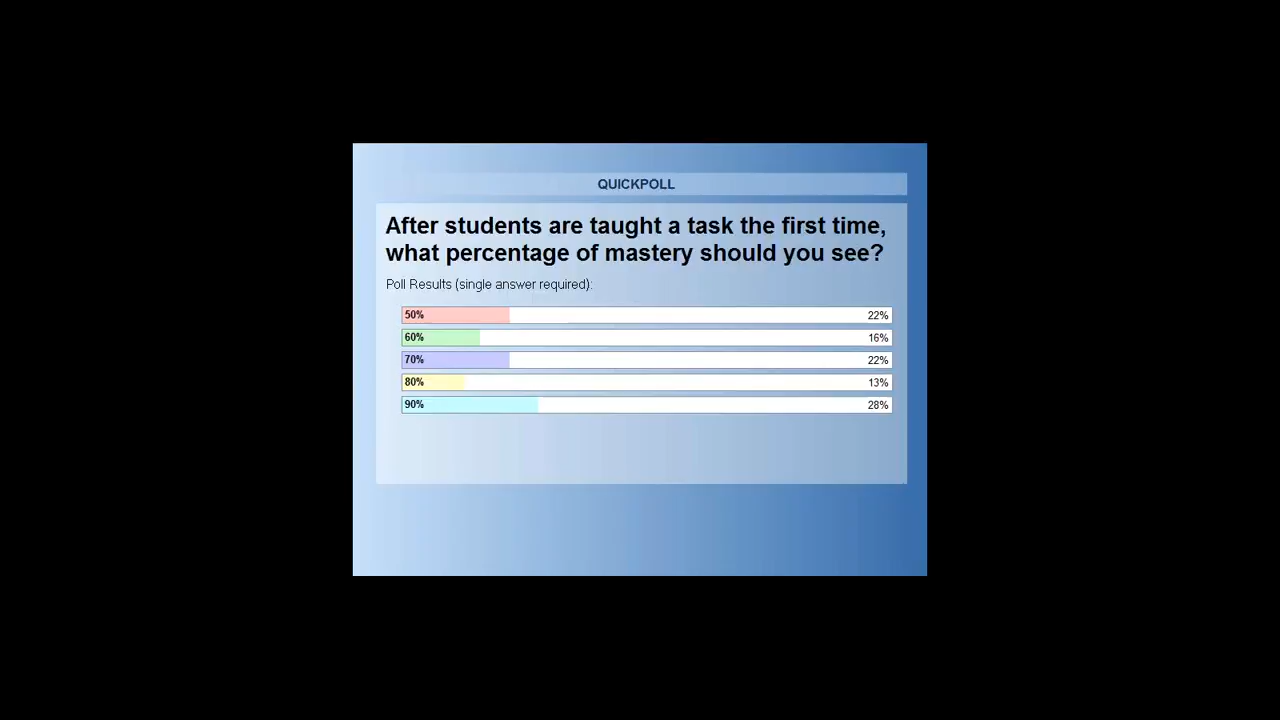 QUICKPOLL
After students are taught a task the first time,
what percentage of mastery should you see?
Poll Results (single answer required):
50% 22%
60% 16%
70% 22%
80% 13%
90% 28%